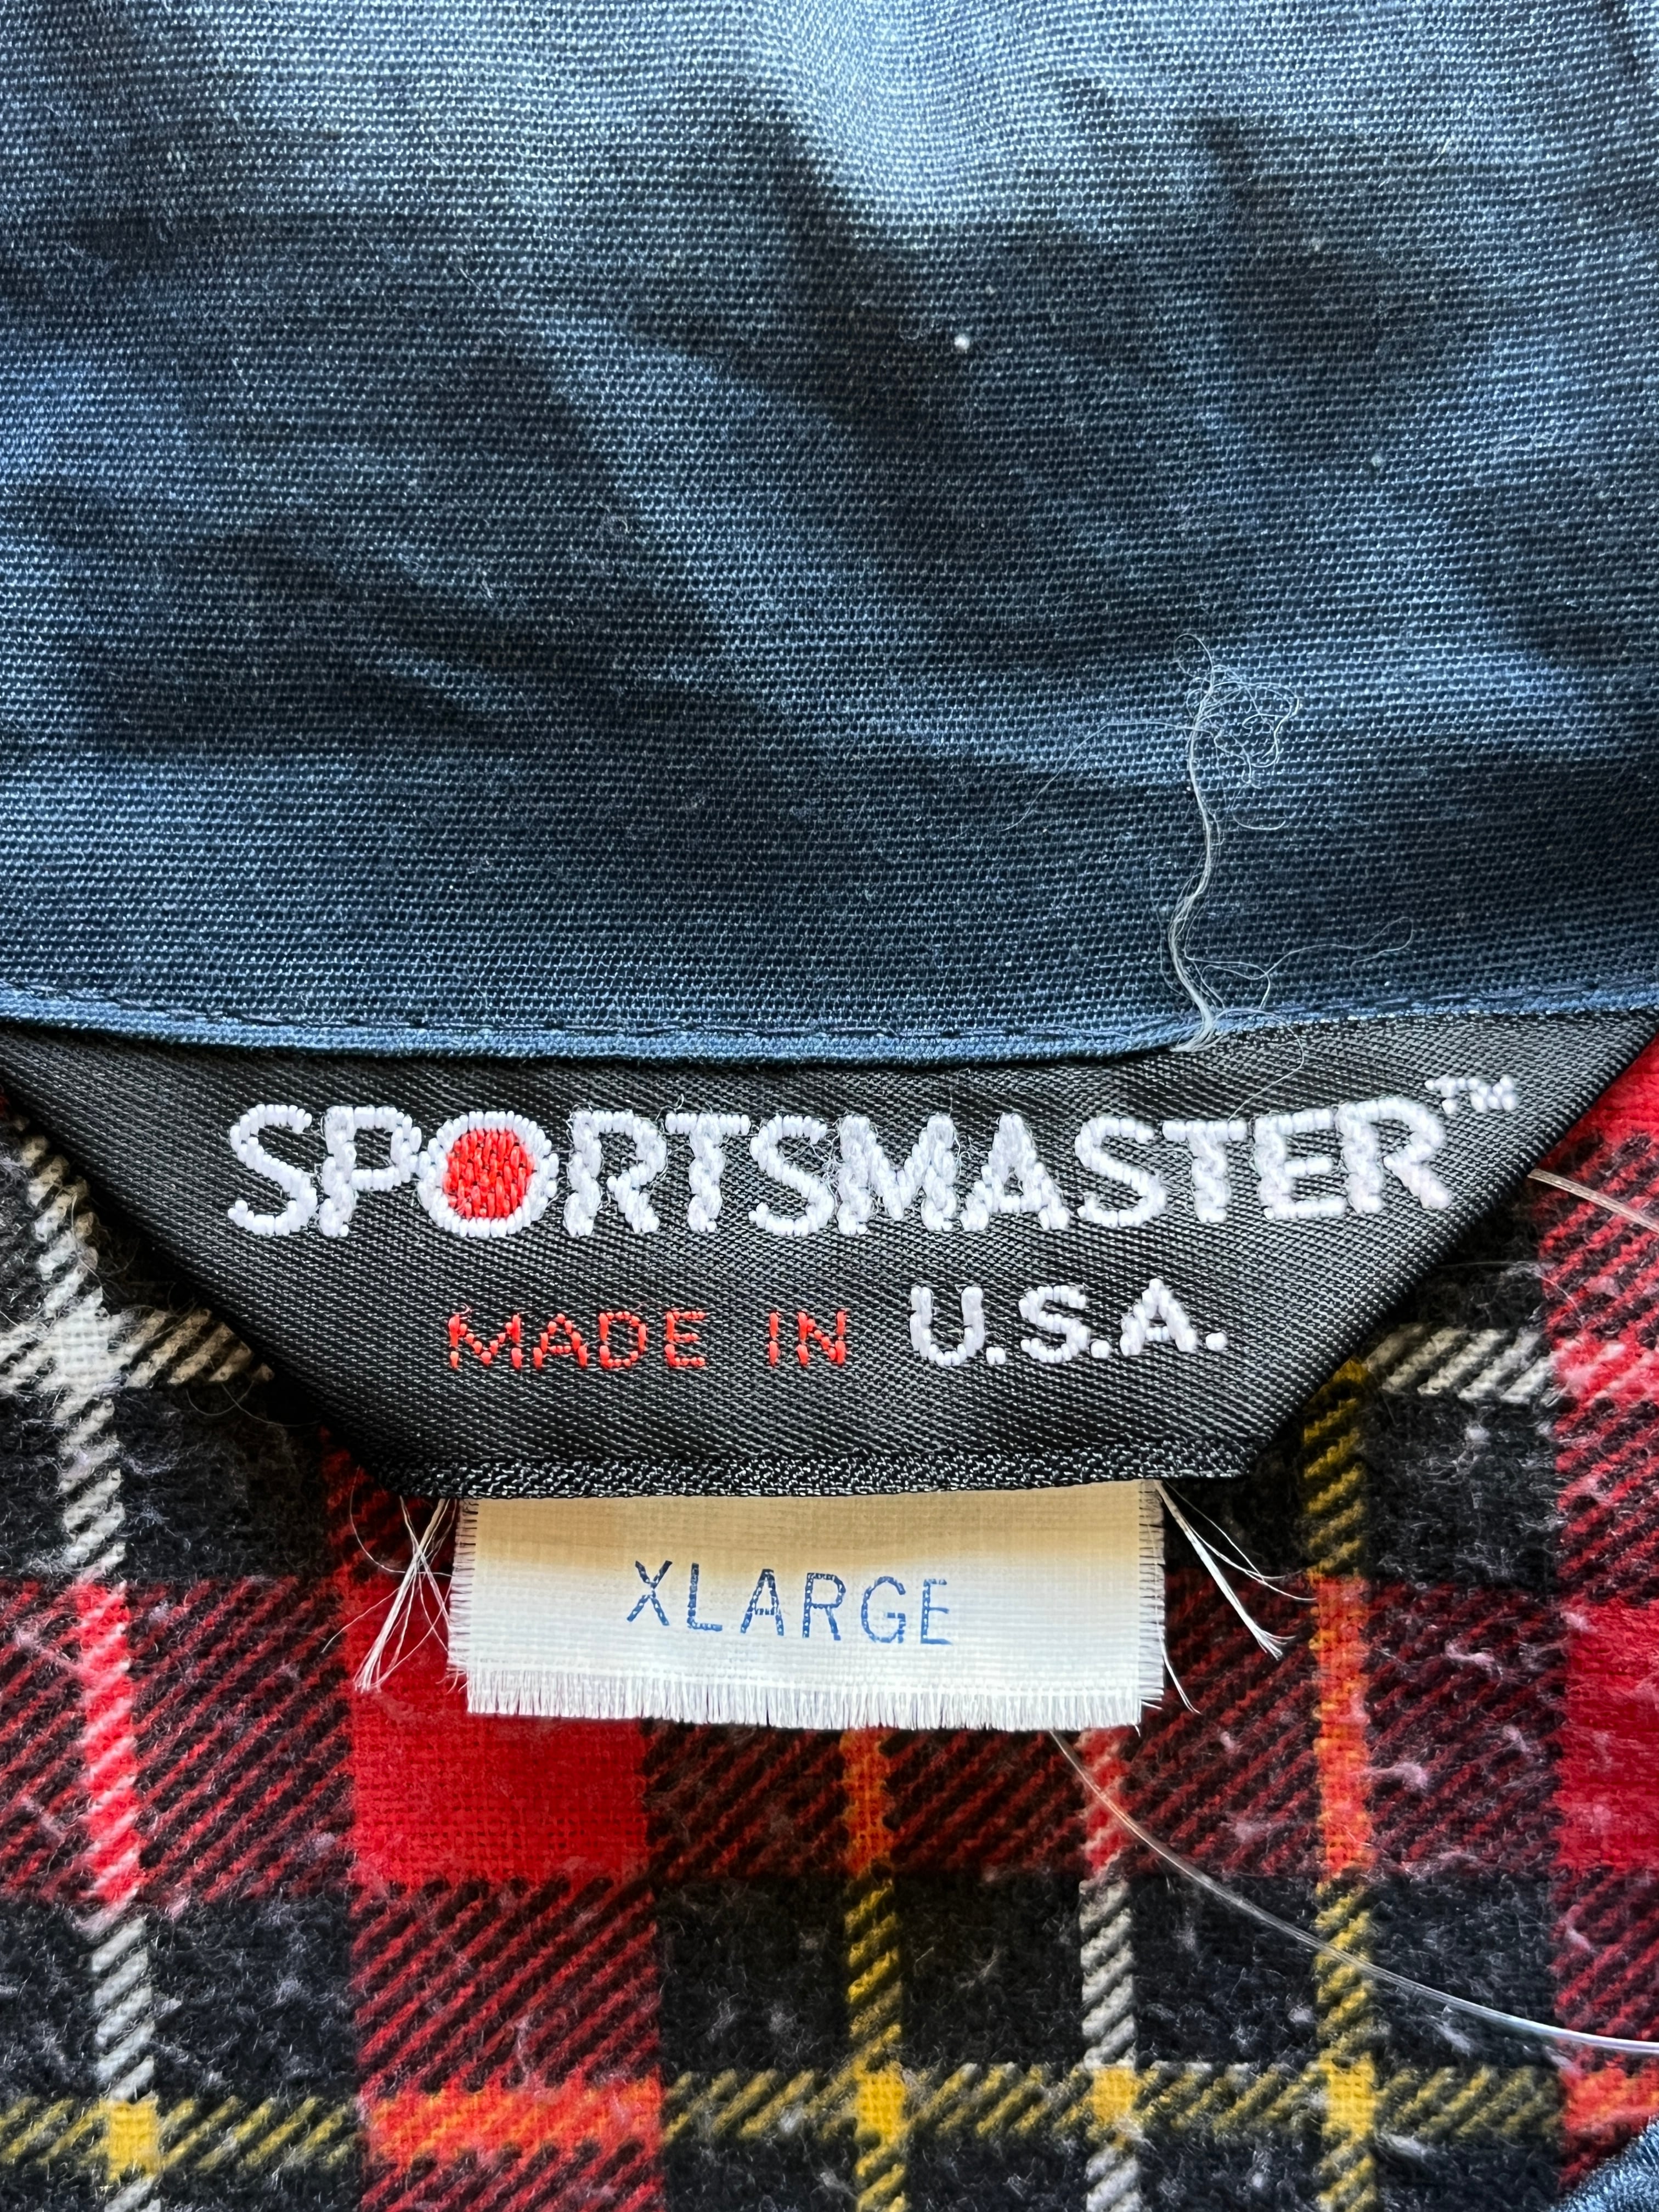 SPORTSMASTER™
MADE IN U.S.A.
XLARGE